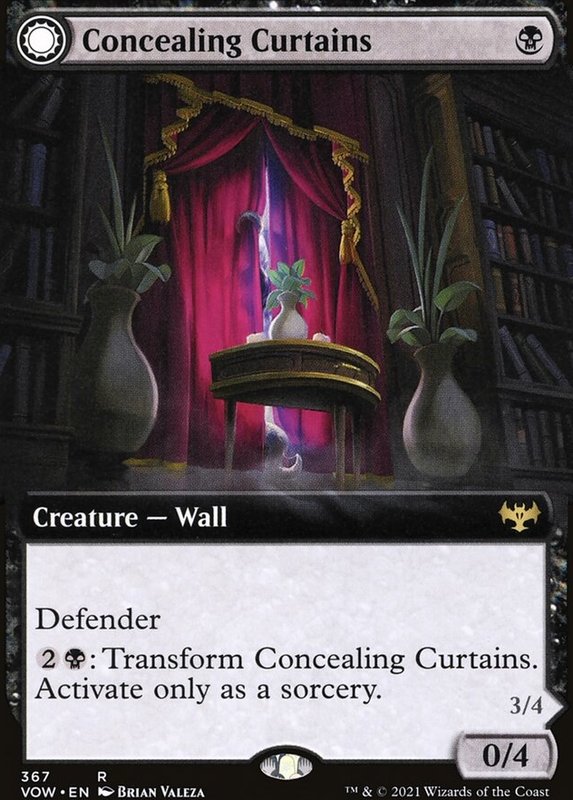 Concealing Curtains
Creature — Wall
Defender
2: Transform Concealing Curtains.
Activate only as a sorcery.
3/4
0/4
367 R
VOW • EN Brian Valeza ™ & © 2021 Wizards of the Coast